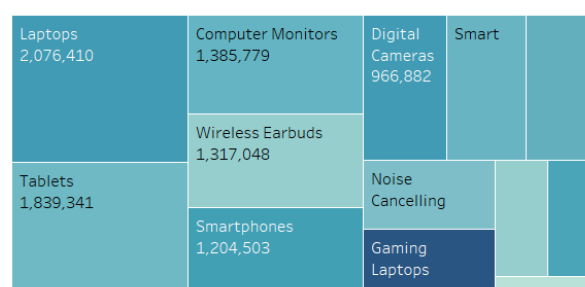 Laptops
2,076,410
Tablets
1,839,341
Computer Monitors
1,385,779
Wireless Earbuds
1,317,048
Smartphones
1,204,503
Digital
Cameras
966,882
Smart
Noise
Cancelling
Gaming
Laptops